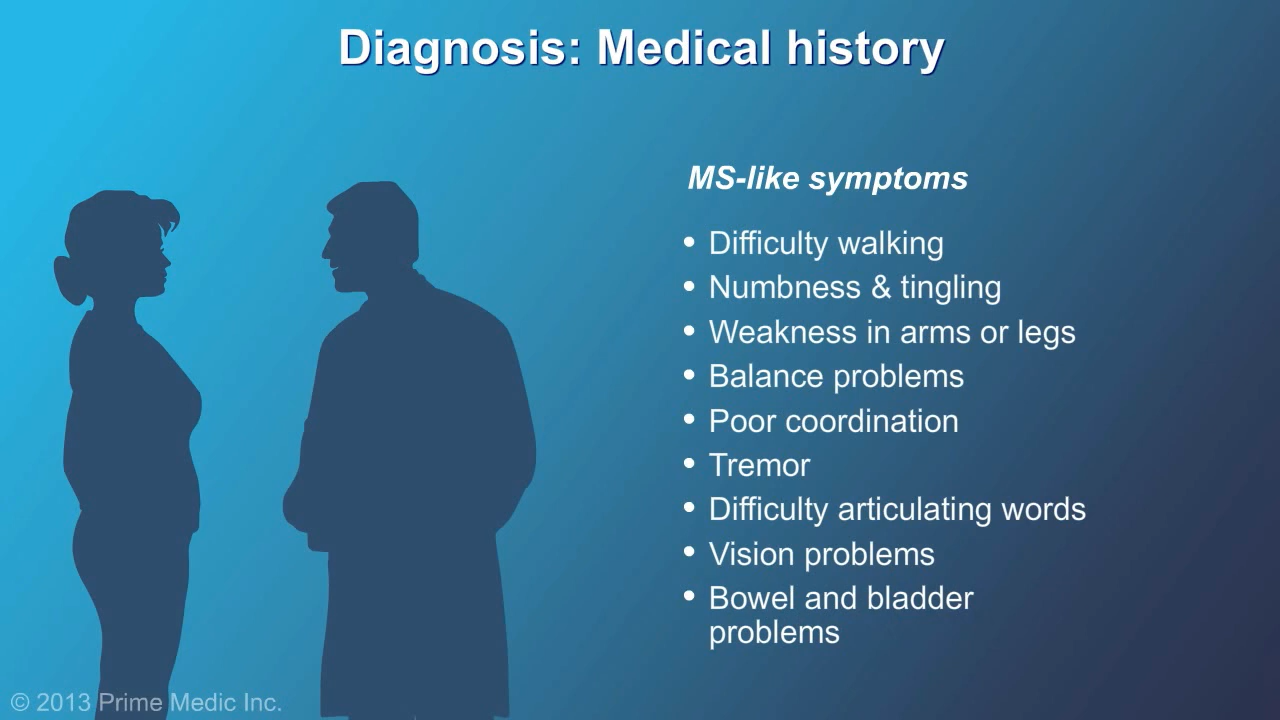 Diagnosis: Medical history
MS-like symptoms
• Difficulty walking
• Numbness & tingling
• Weakness in arms or legs
• Balance problems
• Poor coordination
• Tremor
• Difficulty articulating words
• Vision problems
• Bowel and bladder
problems
© 2013 Prime Medic Inc.